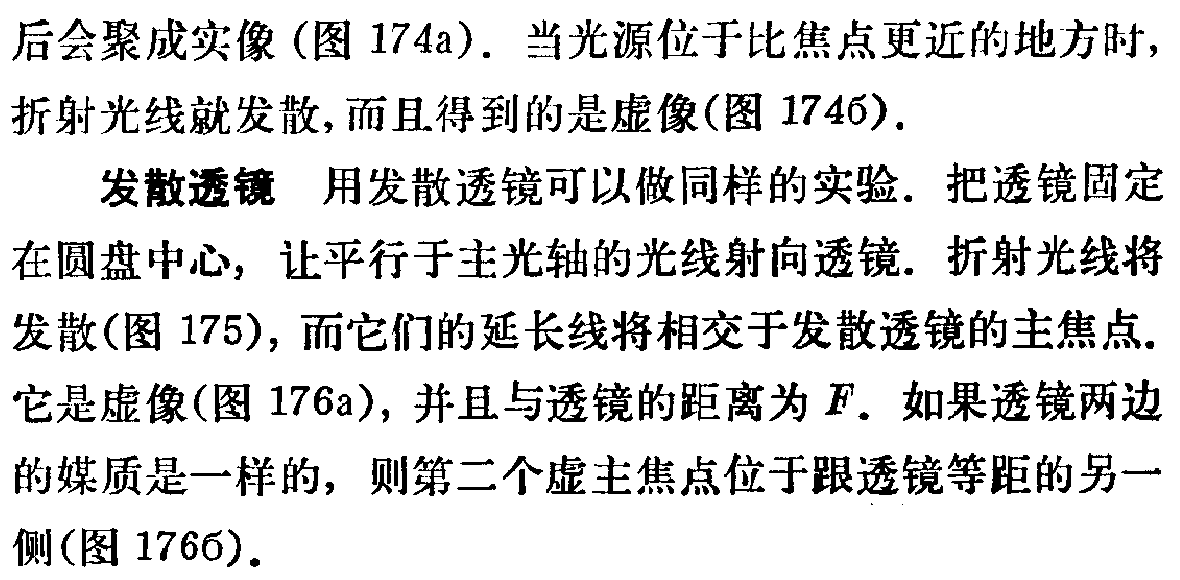 后会聚成实像 (图 174a). 当光源位于比焦点更近的地方时,
折射光线就发散, 而且得到的是虚像(图 174б).
发散透镜 用发散透镜可以做同样的实验. 把透镜固定
在圆盘中心, 让平行于主光轴的光线射向透镜. 折射光线将
发散(图 175), 而它们的延长线将相交于发散透镜的主焦点.
它是虚像(图 176a), 并且与透镜的距离为 F. 如果透镜两边
的媒质是一样的, 则第二个虚主焦点位于跟透镜等距的另一
侧(图 176б).